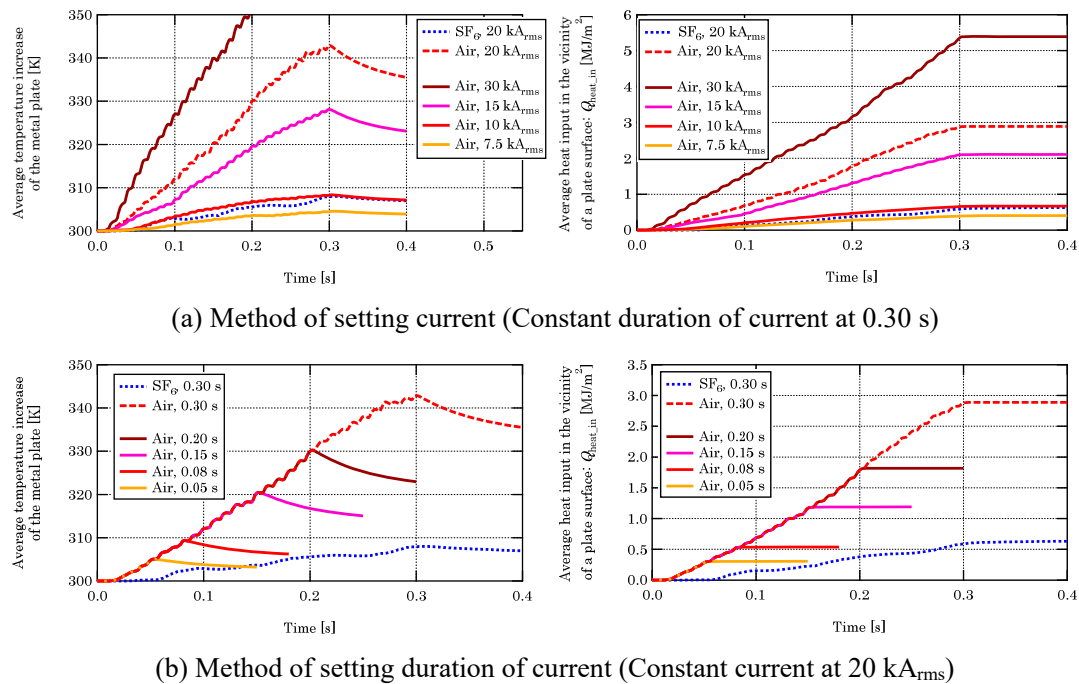 Average temperature increase
of the metal plate [K]
350
340
330
320
310
300
0.0
0.1
0.2
0.3
0.4
0.5
Time [s]
SF6, 20 kArms
Air, 20 kArms
Air, 30 kArms
Air, 15 kArms
Air, 10 kArms
Air, 7.5 kArms
Average heat input in the vicinity
of a plate surface: Qheat_in [MJ/m2]
6
5
4
3
2
1
0
0.0
0.1
0.2
0.3
0.4
Time [s]
SF6, 20 kArms
Air, 20 kArms
Air, 30 kArms
Air, 15 kArms
Air, 10 kArms
Air, 7.5 kArms
(a) Method of setting current (Constant duration of current at 0.30 s)
Average temperature increase
of the metal plate [K]
340
330
320
310
300
0.0
0.1
0.2
0.3
0.4
Time [s]
SF6, 0.30 s
Air, 0.30 s
Air, 0.20 s
Air, 0.15 s
Air, 0.08 s
Air, 0.05 s
Average heat input in the vicinity
of a plate surface: Qheat_in [MJ/m2]
3.5
3.0
2.5
2.0
1.5
1.0
0.5
0.0
0.0
0.1
0.2
0.3
0.4
Time [s]
SF6, 0.30 s
Air, 0.30 s
Air, 0.20 s
Air, 0.15 s
Air, 0.08 s
Air, 0.05 s
(b) Method of setting duration of current (Constant current at 20 kArms)